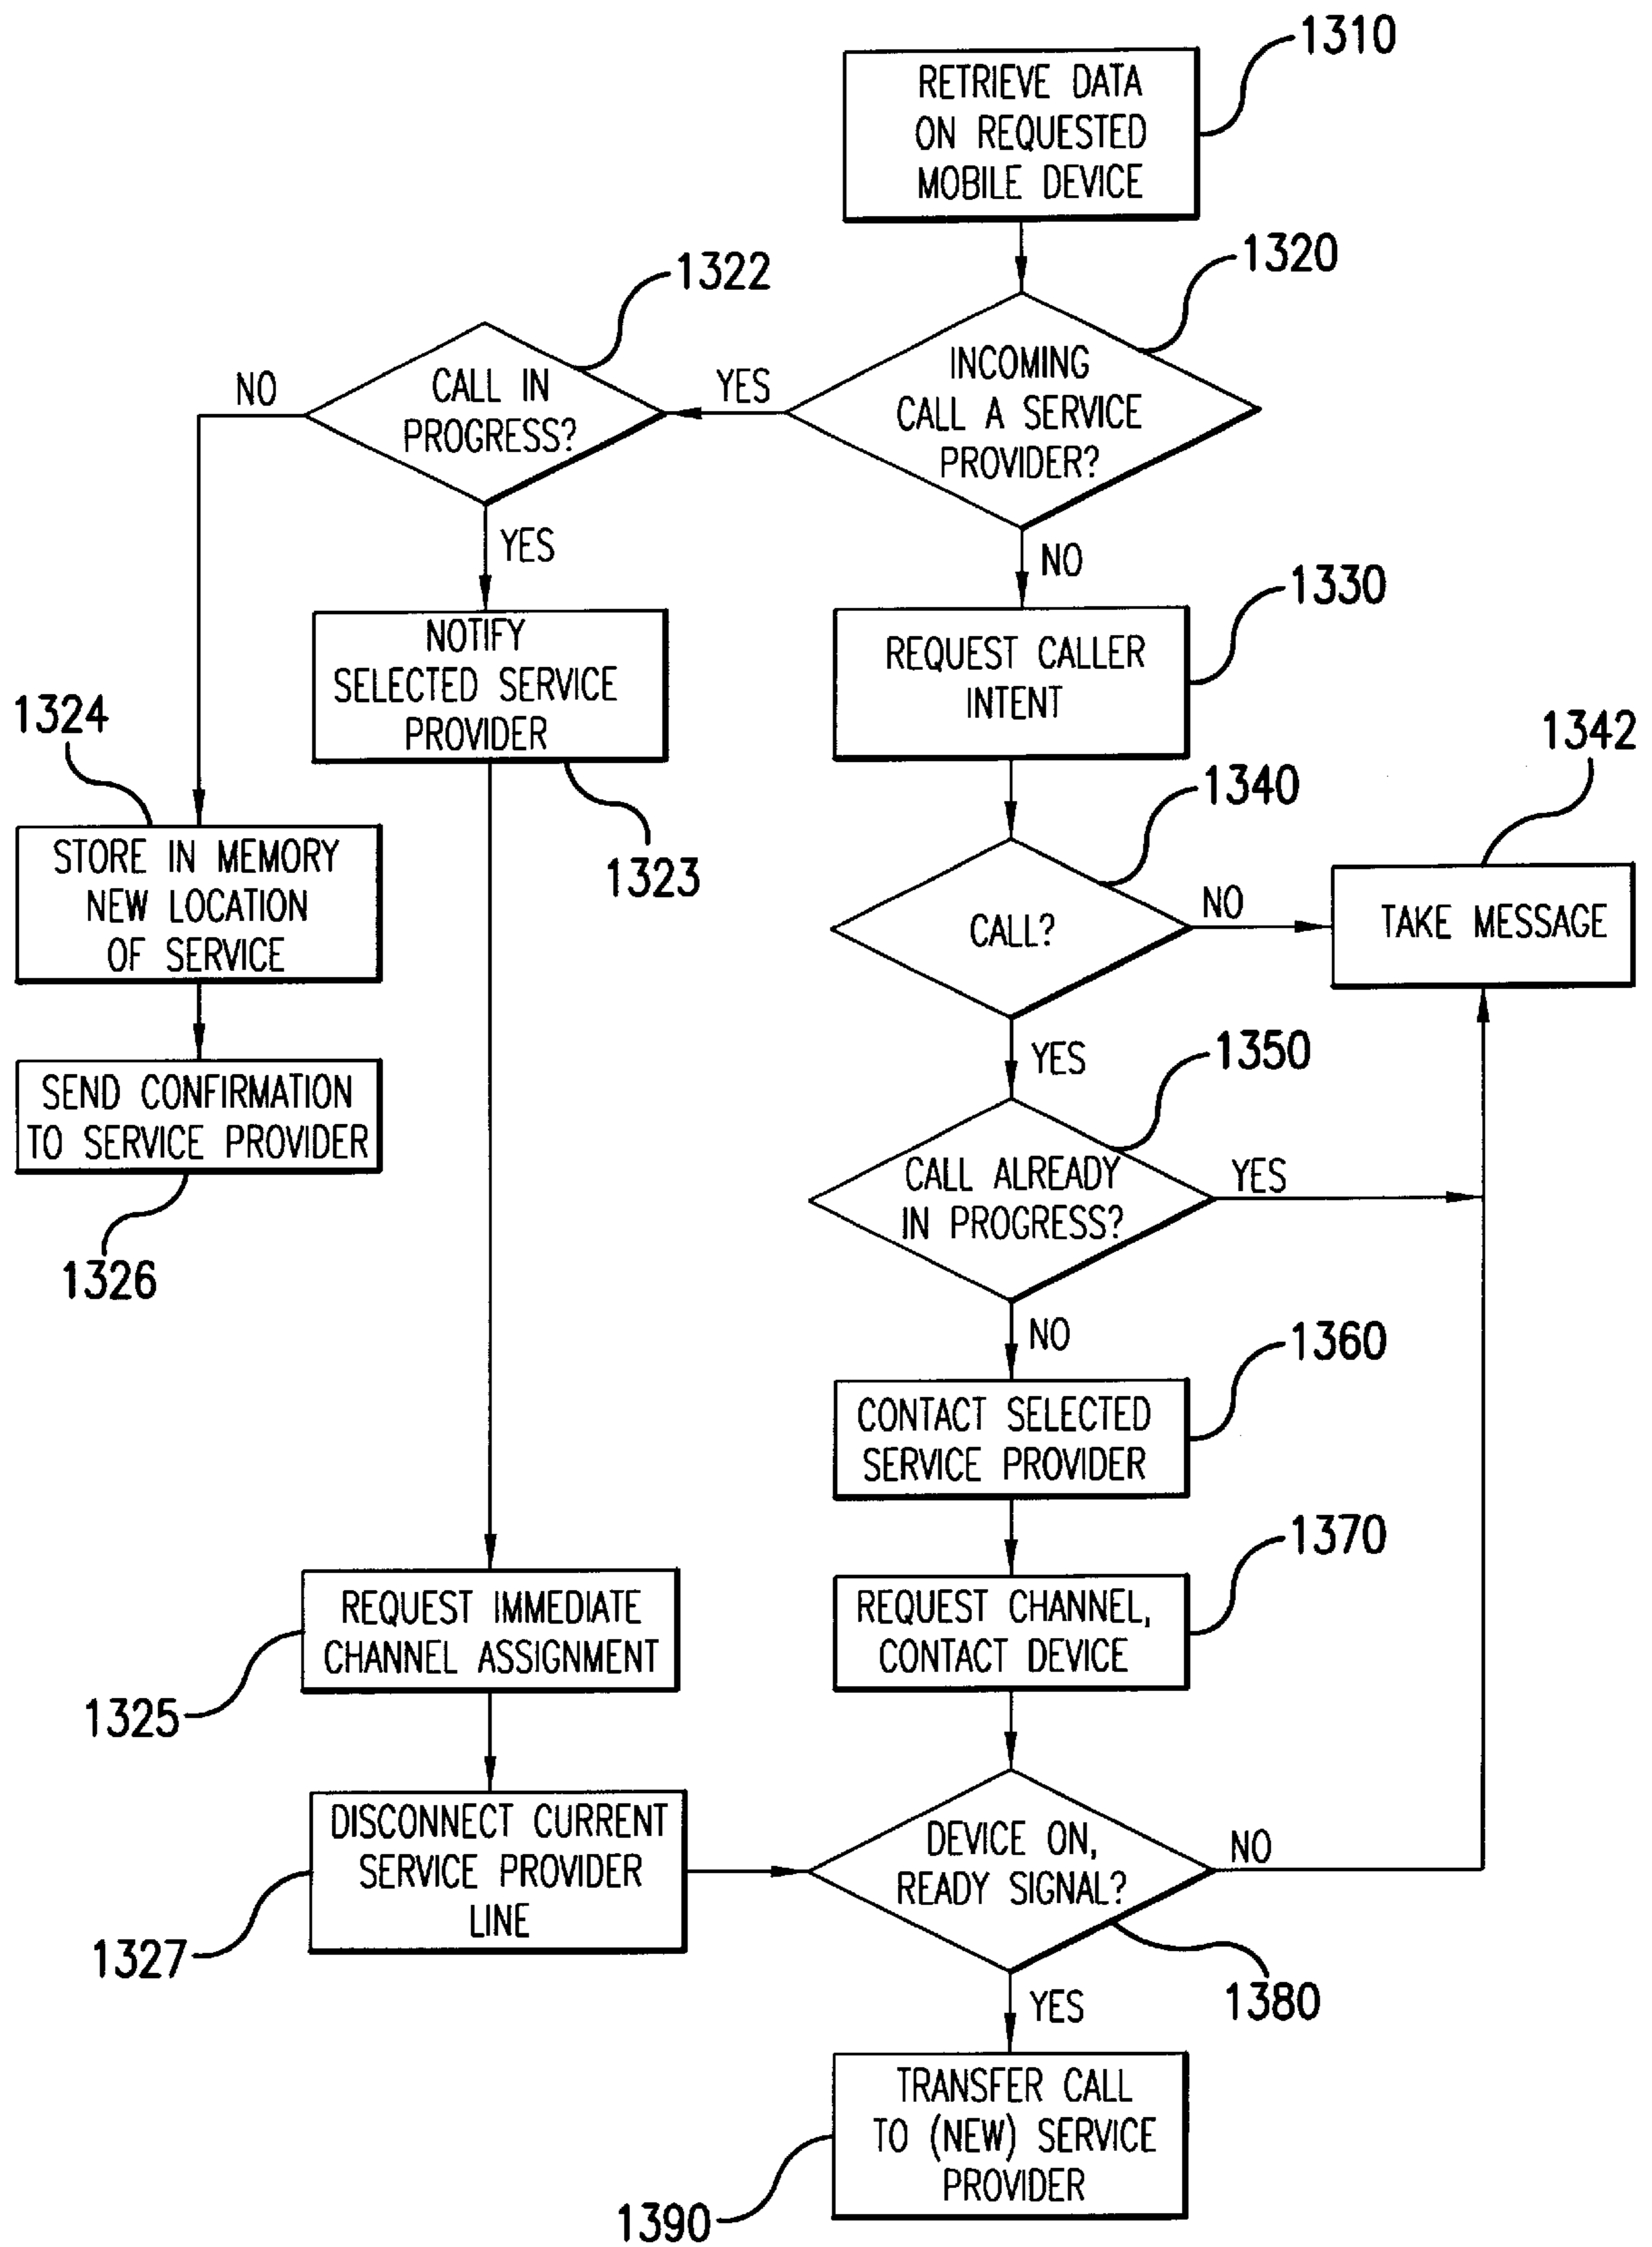 1310
RETRIEVE DATA
ON REQUESTED
MOBILE DEVICE
1320
INCOMING
CALL A SERVICE
PROVIDER?
YES
NO
1322
CALL IN
PROGRESS?
NO
YES
NOTIFY
SELECTED SERVICE
PROVIDER
1323
1324
STORE IN MEMORY
NEW LOCATION
OF SERVICE
SEND CONFIRMATION
TO SERVICE PROVIDER
1326
1330
REQUEST CALLER
INTENT
1340
CALL?
NO
YES
1342
TAKE MESSAGE
1350
CALL ALREADY
IN PROGRESS?
YES
NO
1360
CONTACT SELECTED
SERVICE PROVIDER
1370
REQUEST CHANNEL,
CONTACT DEVICE
REQUEST IMMEDIATE
CHANNEL ASSIGNMENT
1325
DISCONNECT CURRENT
SERVICE PROVIDER
LINE
1327
DEVICE ON,
READY SIGNAL?
NO
1380
YES
TRANSFER CALL
TO (NEW) SERVICE
PROVIDER
1390